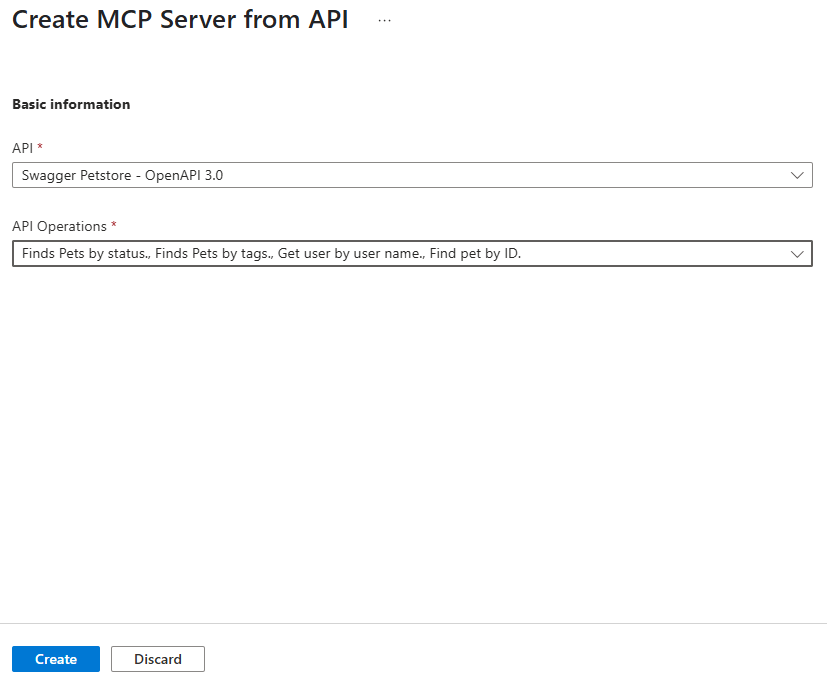 Create MCP Server from API ...
Basic information
API *
Swagger Petstore - OpenAPI 3.0
API Operations *
Finds Pets by status., Finds Pets by tags., Get user by user name., Find pet by ID.
Create Discard